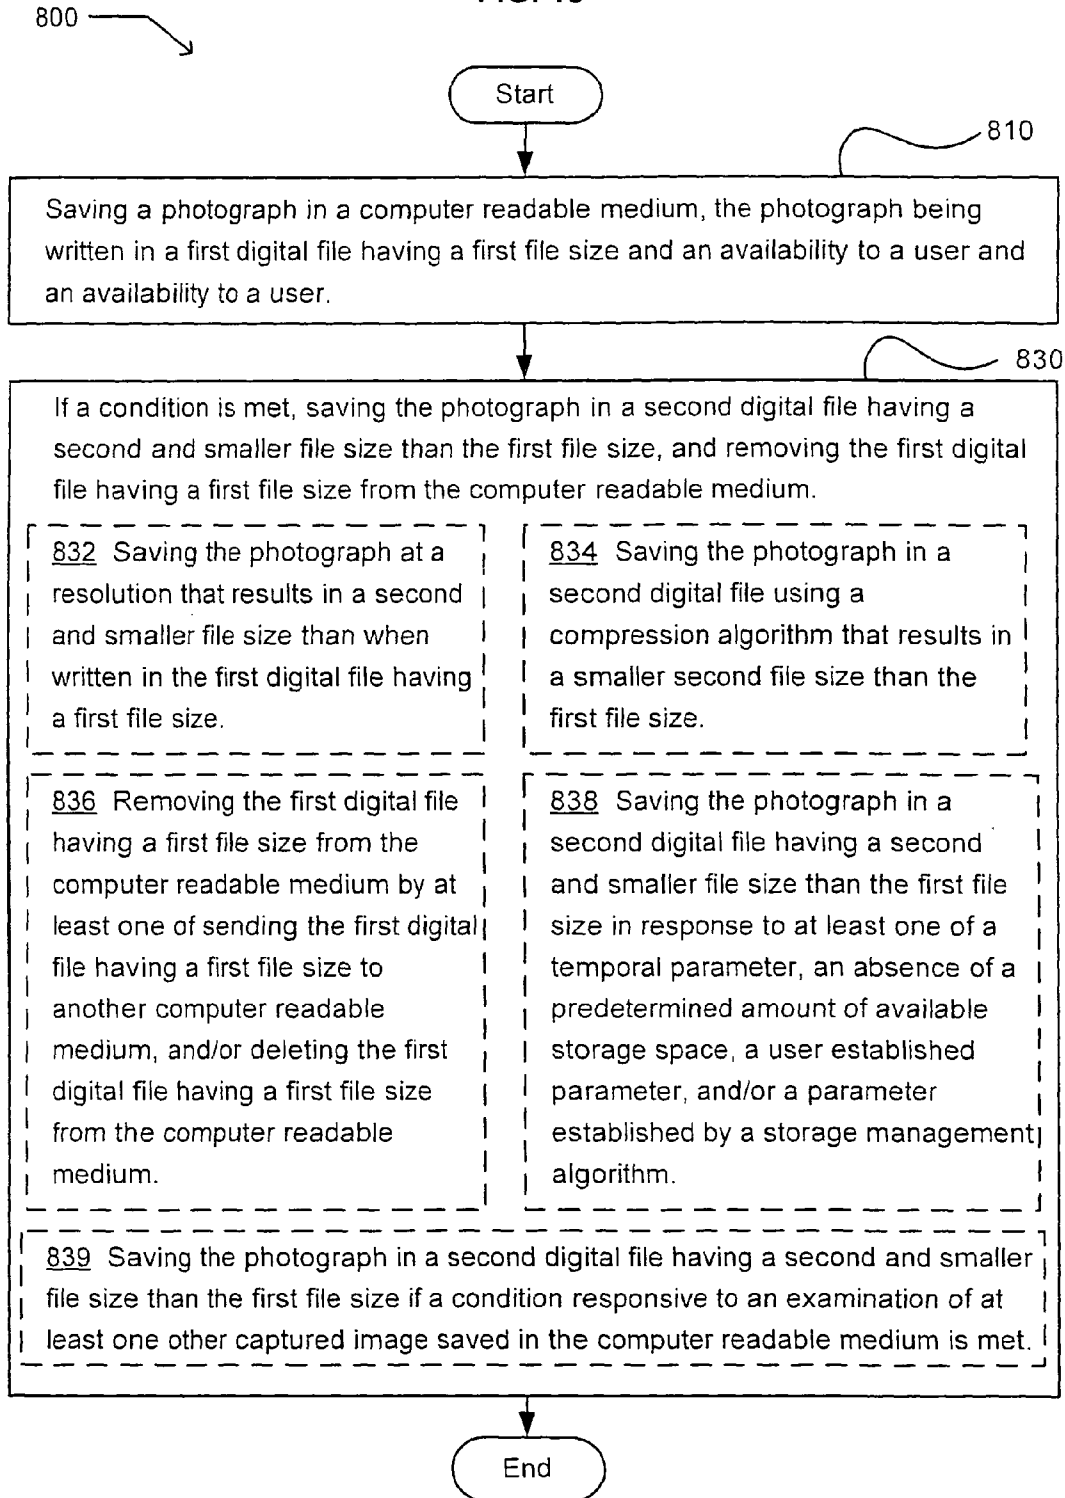 800
Start
810
Saving a photograph in a computer readable medium, the photograph being
written in a first digital file having a first file size and an availability to a user and
an availability to a user.
830
If a condition is met, saving the photograph in a second digital file having a
second and smaller file size than the first file size, and removing the first digital
file having a first file size from the computer readable medium.
832 Saving the photograph at a
resolution that results in a second
and smaller file size than when
written in the first digital file having
a first file size.
834 Saving the photograph in a
second digital file using a
compression algorithm that results in
a smaller second file size than the
first file size.
836 Removing the first digital file
having a first file size from the
computer readable medium by at
least one of sending the first digital
file having a first file size to
another computer readable
medium, and/or deleting the first
digital file having a first file size
from the computer readable
medium.
838 Saving the photograph in a
second digital file having a second
and smaller file size than the first file
size in response to at least one of a
temporal parameter, an absence of a
predetermined amount of available
storage space, a user established
parameter, and/or a parameter
established by a storage management
algorithm.
839 Saving the photograph in a second digital file having a second and smaller
file size than the first file size if a condition responsive to an examination of at
least one other captured image saved in the computer readable medium is met.
End